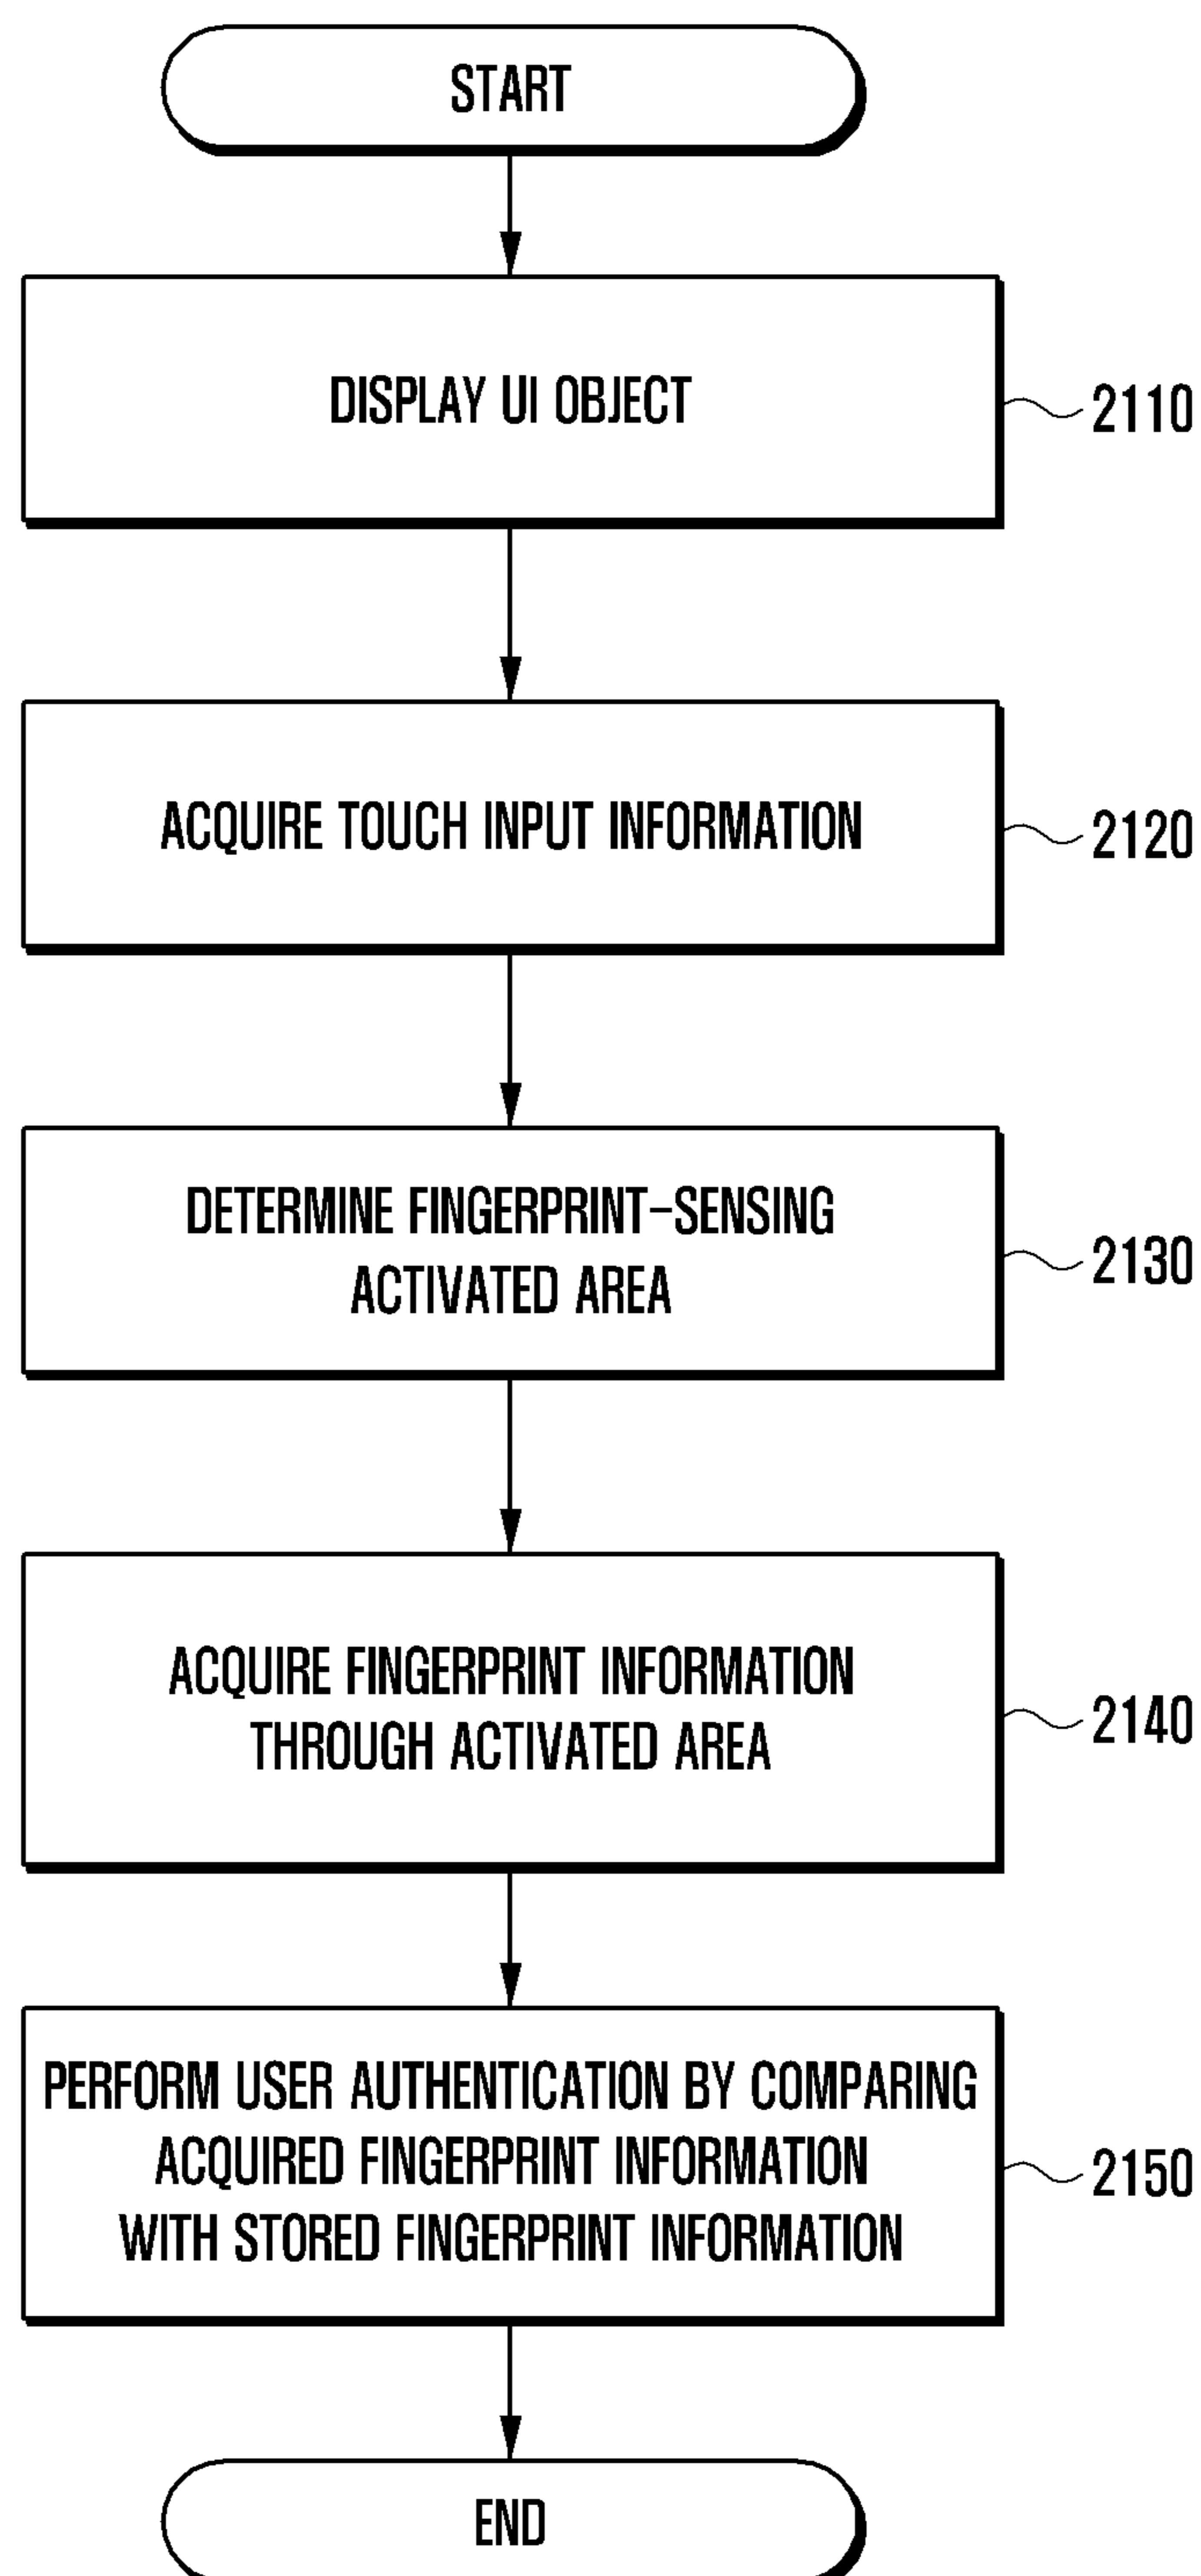 START
DISPLAY UI OBJECT
2110
ACQUIRE TOUCH INPUT INFORMATION
2120
DETERMINE FINGERPRINT-SENSING
ACTIVATED AREA
2130
ACQUIRE FINGERPRINT INFORMATION
THROUGH ACTIVATED AREA
2140
PERFORM USER AUTHENTICATION BY COMPARING
ACQUIRED FINGERPRINT INFORMATION
WITH STORED FINGERPRINT INFORMATION
2150
END